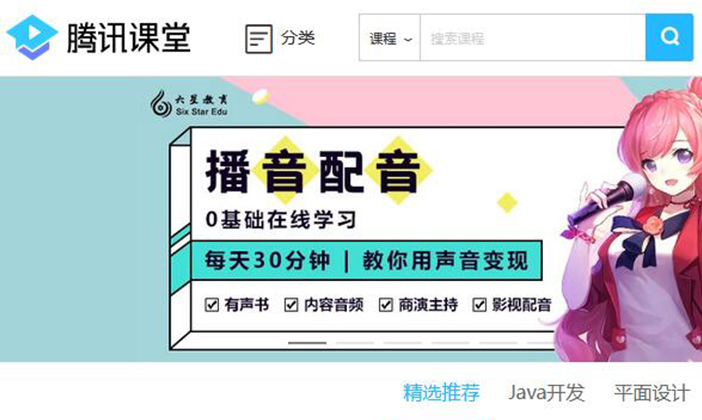 腾讯课堂
分类
课程
搜索课程
六星教育
Six Star Edu
播音配音
0基础在线学习
每天30分钟 | 教你用声音变现
有声书 内容音频 商演主持 影视配音
精选推荐 Java开发 平面设计